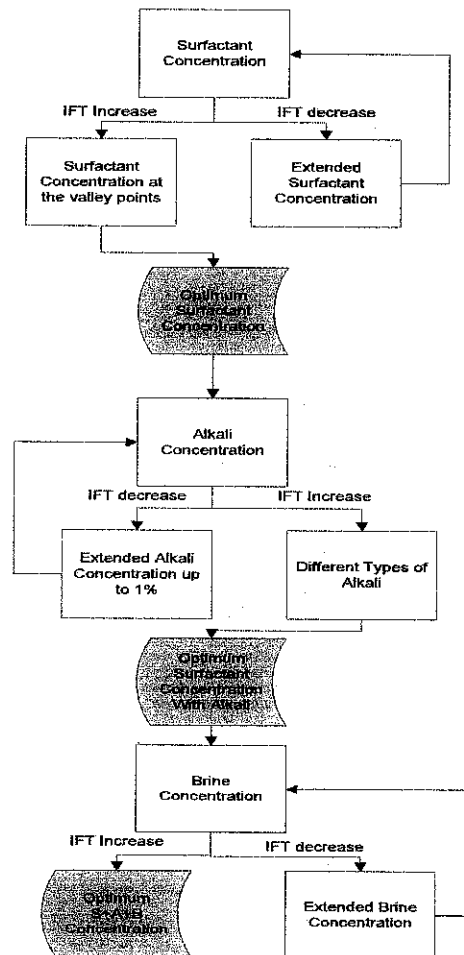 Surfactant
Concentration
IFT Increase
IFT decrease
Surfactant
Concentration at
the valley points
Extended
Surfactant
Concentration
Optimum
Surfactant
Concentration
Alkali
Concentration
IFT decrease
IFT Increase
Extended Alkali
Concentration up
to 1%
Different Types of
Alkali
Optimum
Surfactant
Concentration
With Alkali
Brine
Concentration
IFT Increase
IFT decrease
Optimum
S+A+B
Concentration
Extended Brine
Concentration